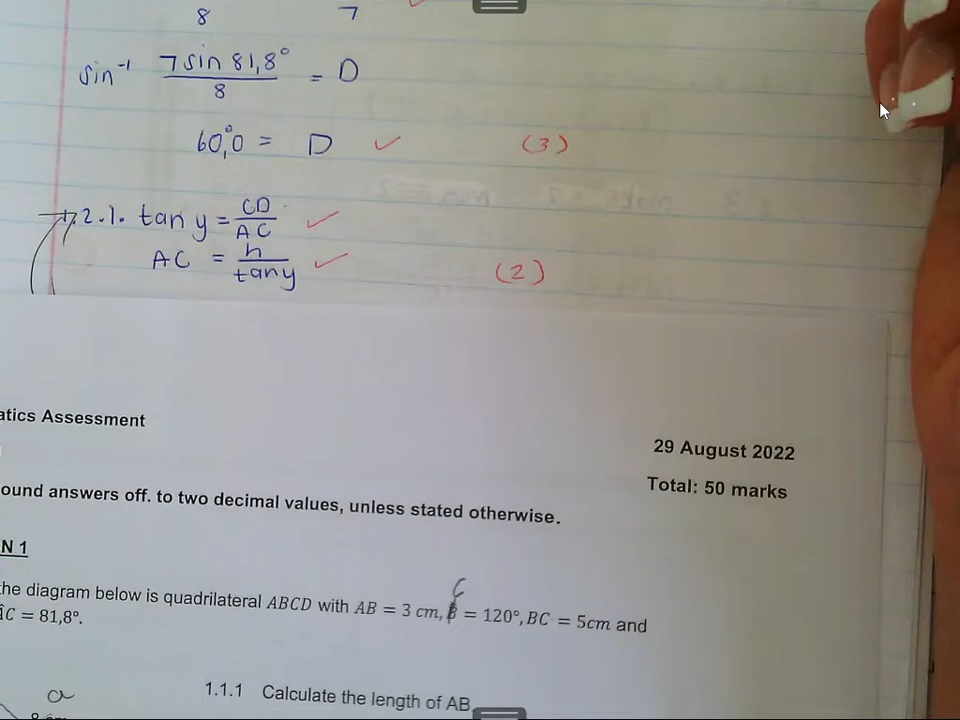 8 7
sin⁻¹ 7 sin 81,8° / 8 = D
60,0° = D ✓ (3)
2.1. tan y = CD / AC ✓
AC = h / tan y ✓ (2)
atics Assessment
29 August 2022
Total: 50 marks
ound answers off. to two decimal values, unless stated otherwise.
N 1
the diagram below is quadrilateral ABCD with AB = 3 cm, B̂ = 120°, BC = 5cm and
ÂC = 81,8°.
a
1.1.1 Calculate the length of AB.